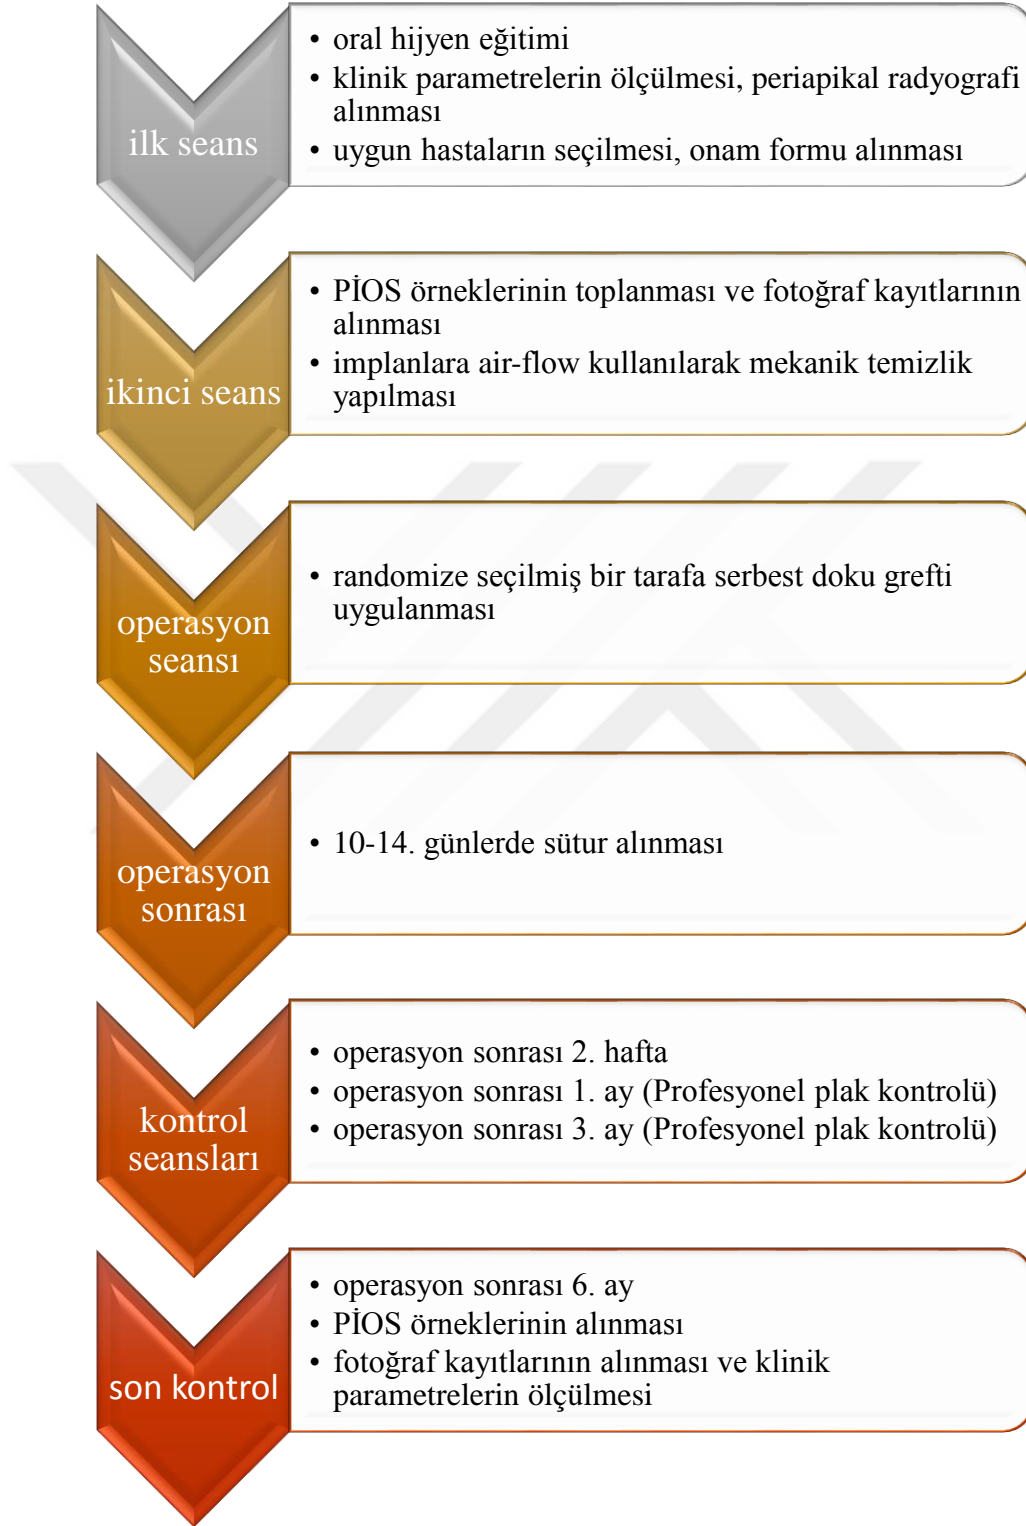 ilk seans
• oral hijyen eğitimi
• klinik parametrelerin ölçülmesi, periapikal radyografi
alınması
• uygun hastaların seçilmesi, onam formu alınması
ikinci seans
• PİOS örneklerinin toplanması ve fotoğraf kayıtlarının
alınması
• implanlara air-flow kullanılarak mekanik temizlik
yapılması
operasyon
seansı
• randomize seçilmiş bir tarafa serbest doku grefti
uygulanması
operasyon
sonrası
• 10-14. günlerde sütur alınması
kontrol
seansları
• operasyon sonrası 2. hafta
• operasyon sonrası 1. ay (Profesyonel plak kontrolü)
• operasyon sonrası 3. ay (Profesyonel plak kontrolü)
son kontrol
• operasyon sonrası 6. ay
• PİOS örneklerinin alınması
• fotoğraf kayıtlarının alınması ve klinik
parametrelerin ölçülmesi